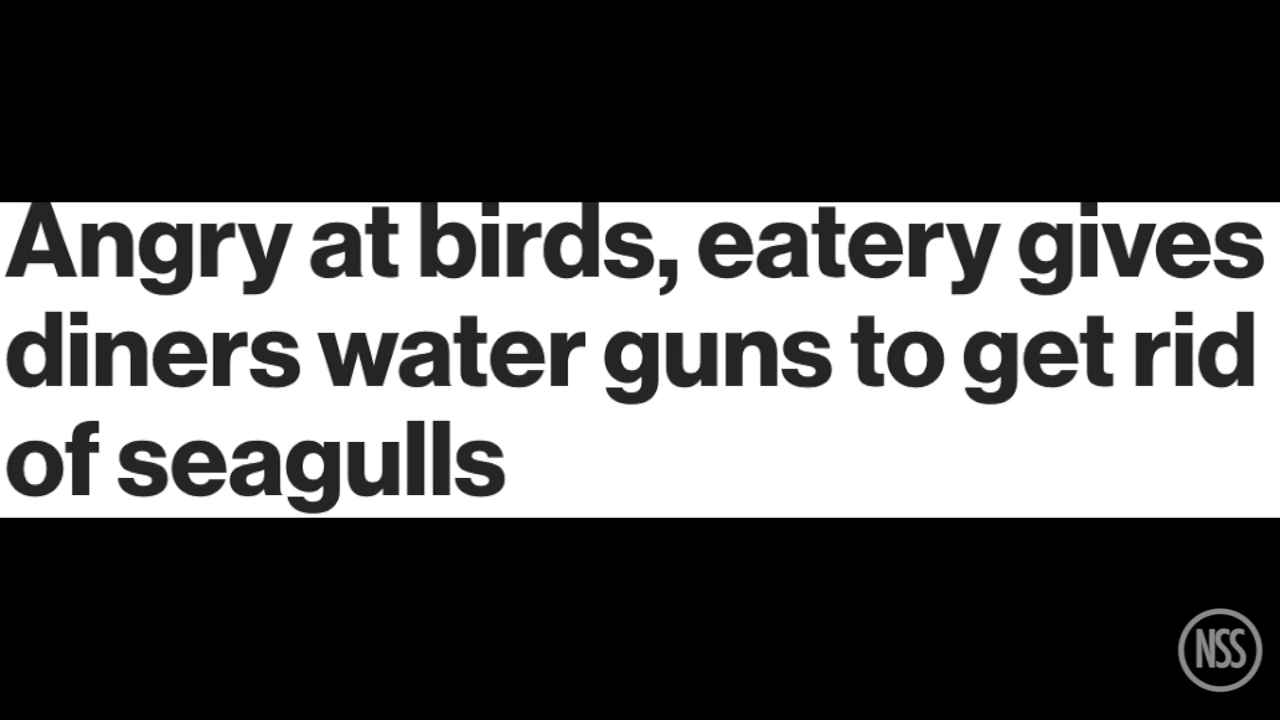 Angry at birds, eatery gives
diners water guns to get rid
of seagulls
NSS